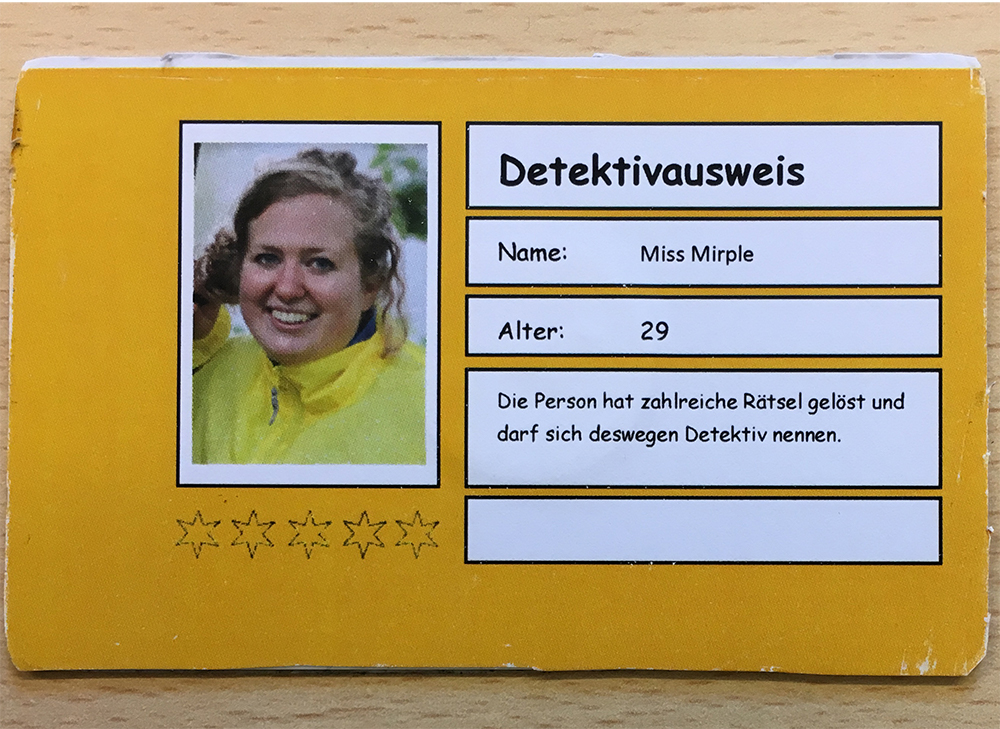 Detektivausweis
Name: Miss Mirple
Alter: 29
Die Person hat zahlreiche Rätsel gelöst und
darf sich deswegen Detektiv nennen.